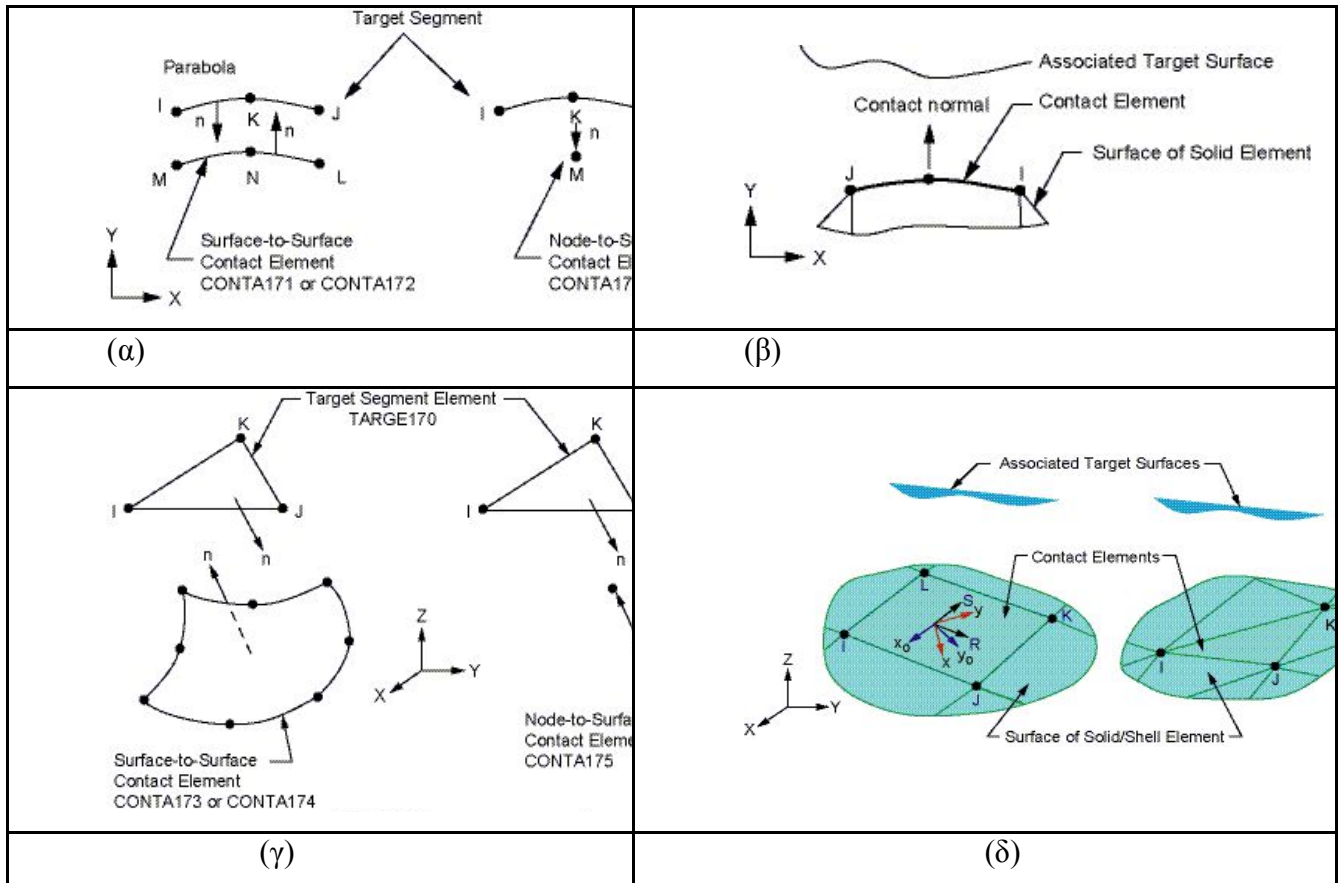 Target Segment
Parabola
I
K
J
n
n
M
N
L
Surface-to-Surface
Contact Element
CONTA171 or CONTA172
Y
X
I
K
n
M
Node-to-S
Contact El
CONTA17
Associated Target Surface
Contact normal
Contact Element
Surface of Solid Element
J
I
Y
X
(α)
(β)
Target Segment Element
TARGE170
K
I
J
n
n
K
I
n
Z
Y
X
Surface-to-Surface
Contact Element
CONTA173 or CONTA174
Node-to-Surfa
Contact Eleme
CONTA175
Associated Target Surfaces
Contact Elements
L
S
y
K
I
xo
R
x
yo
J
K
I
J
Z
Y
X
Surface of Solid/Shell Element
(γ)
(δ)